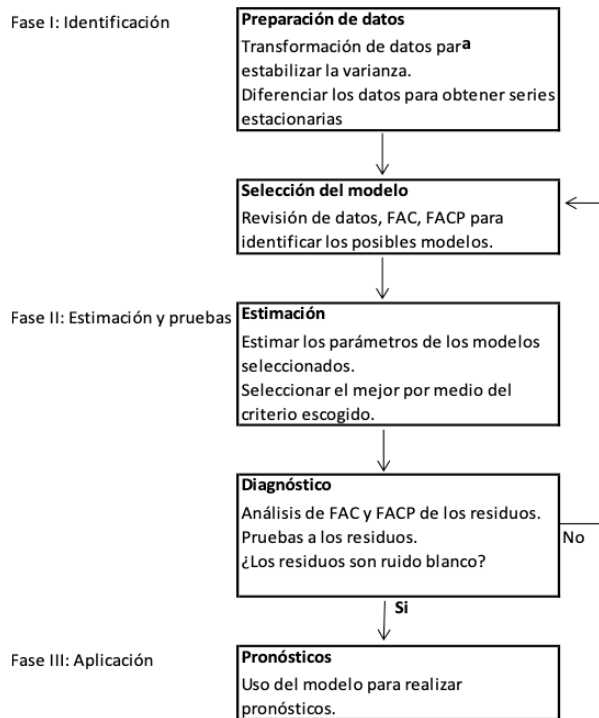 Fase I: Identificación
Preparación de datos
Transformación de datos para
estabilizar la varianza.
Diferenciar los datos para obtener series
estacionarias
Selección del modelo
Revisión de datos, FAC, FACP para
identificar los posibles modelos.
Fase II: Estimación y pruebas
Estimación
Estimar los parámetros de los modelos
seleccionados.
Seleccionar el mejor por medio del
criterio escogido.
Diagnóstico
Análisis de FAC y FACP de los residuos.
Pruebas a los residuos.
¿Los residuos son ruido blanco?
No
Si
Fase III: Aplicación
Pronósticos
Uso del modelo para realizar
pronósticos.